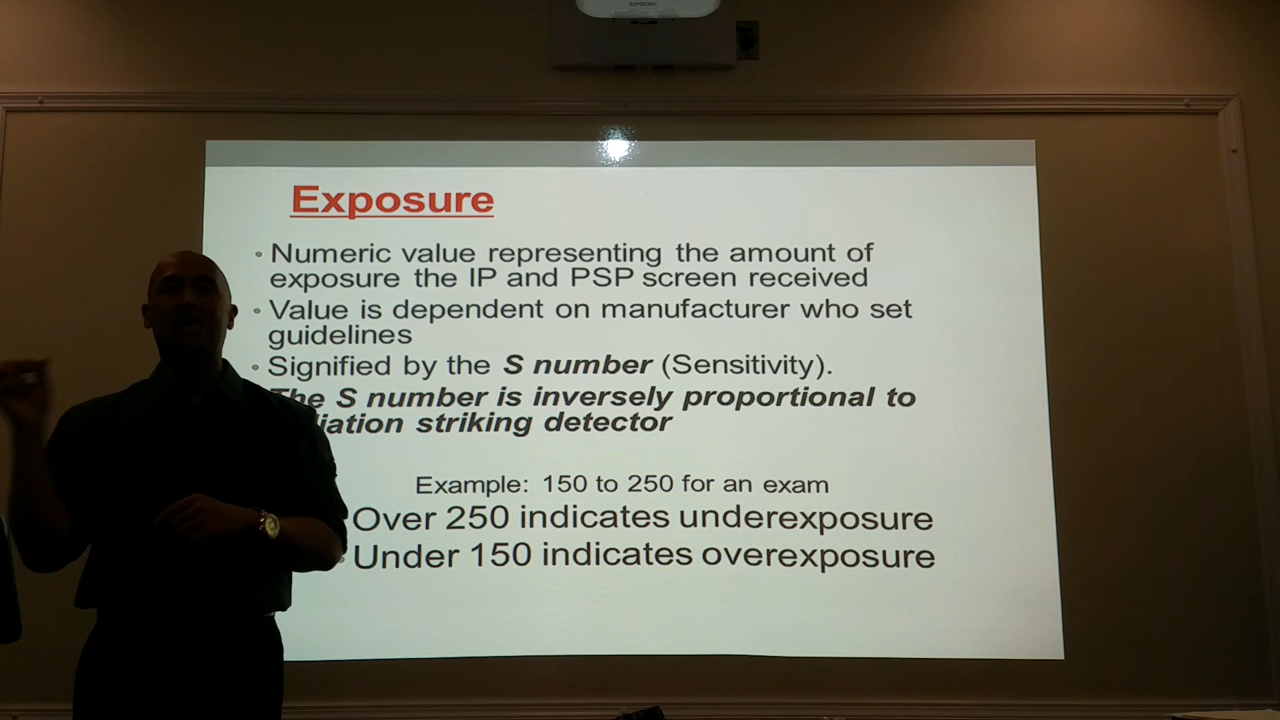 EPSON
Exposure
• Numeric value representing the amount of
exposure the IP and PSP screen received
• Value is dependent on manufacturer who set
guidelines
• Signified by the S number (Sensitivity).
The S number is inversely proportional to
striking detector
Example: 150 to 250 for an exam
Over 250 indicates underexposure
• Under 150 indicates overexposure